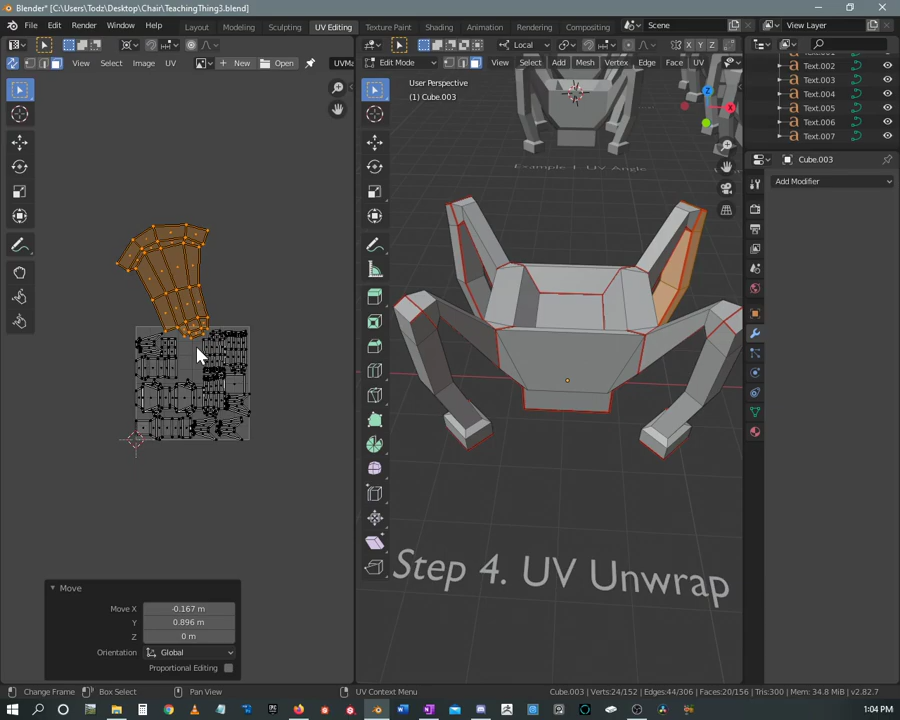 Blender* [C:\Users\Todz\Desktop\Chair\TeachingThing3.blend]
File Edit Render Window Help Layout Modeling Sculpting UV Editing Texture Paint Shading Animation Rendering Compositing Scene View Layer
Local X Y Z
View Select Image UV New Open UVMa Edit Mode View Select Add Mesh Vertex Edge Face UV
User Perspective
(1) Cube.003
Text.002
Text.003
Text.004
Text.005
Text.006
Text.007
Z
X
Cube.003
Add Modifier
Example 1. UV Angle
Step 4. UV Unwrap
Move
Move X -0.167 m
Y 0.896 m
Z 0 m
Orientation Global
Proportional Editing
Change Frame Box Select Pan View UV Context Menu Cube.003 | Verts:24/152 | Edges:44/306 | Faces:20/156 | Tris:300 | Mem: 34.8 MiB | v2.82.7
1:04 PM